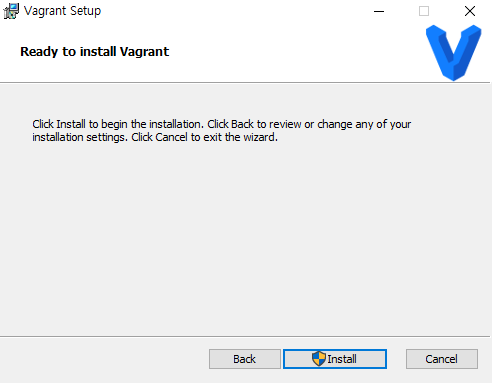 Vagrant Setup
Ready to install Vagrant
Click Install to begin the installation. Click Back to review or change any of your
installation settings. Click Cancel to exit the wizard.
Back
Install
Cancel